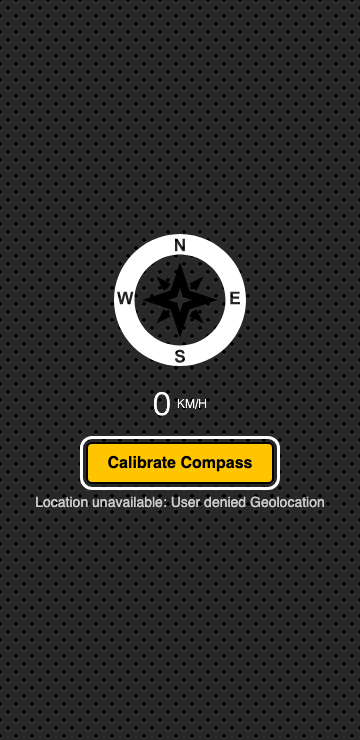 N
W E
S
0 KM/H
Calibrate Compass
Location unavailable: User denied Geolocation